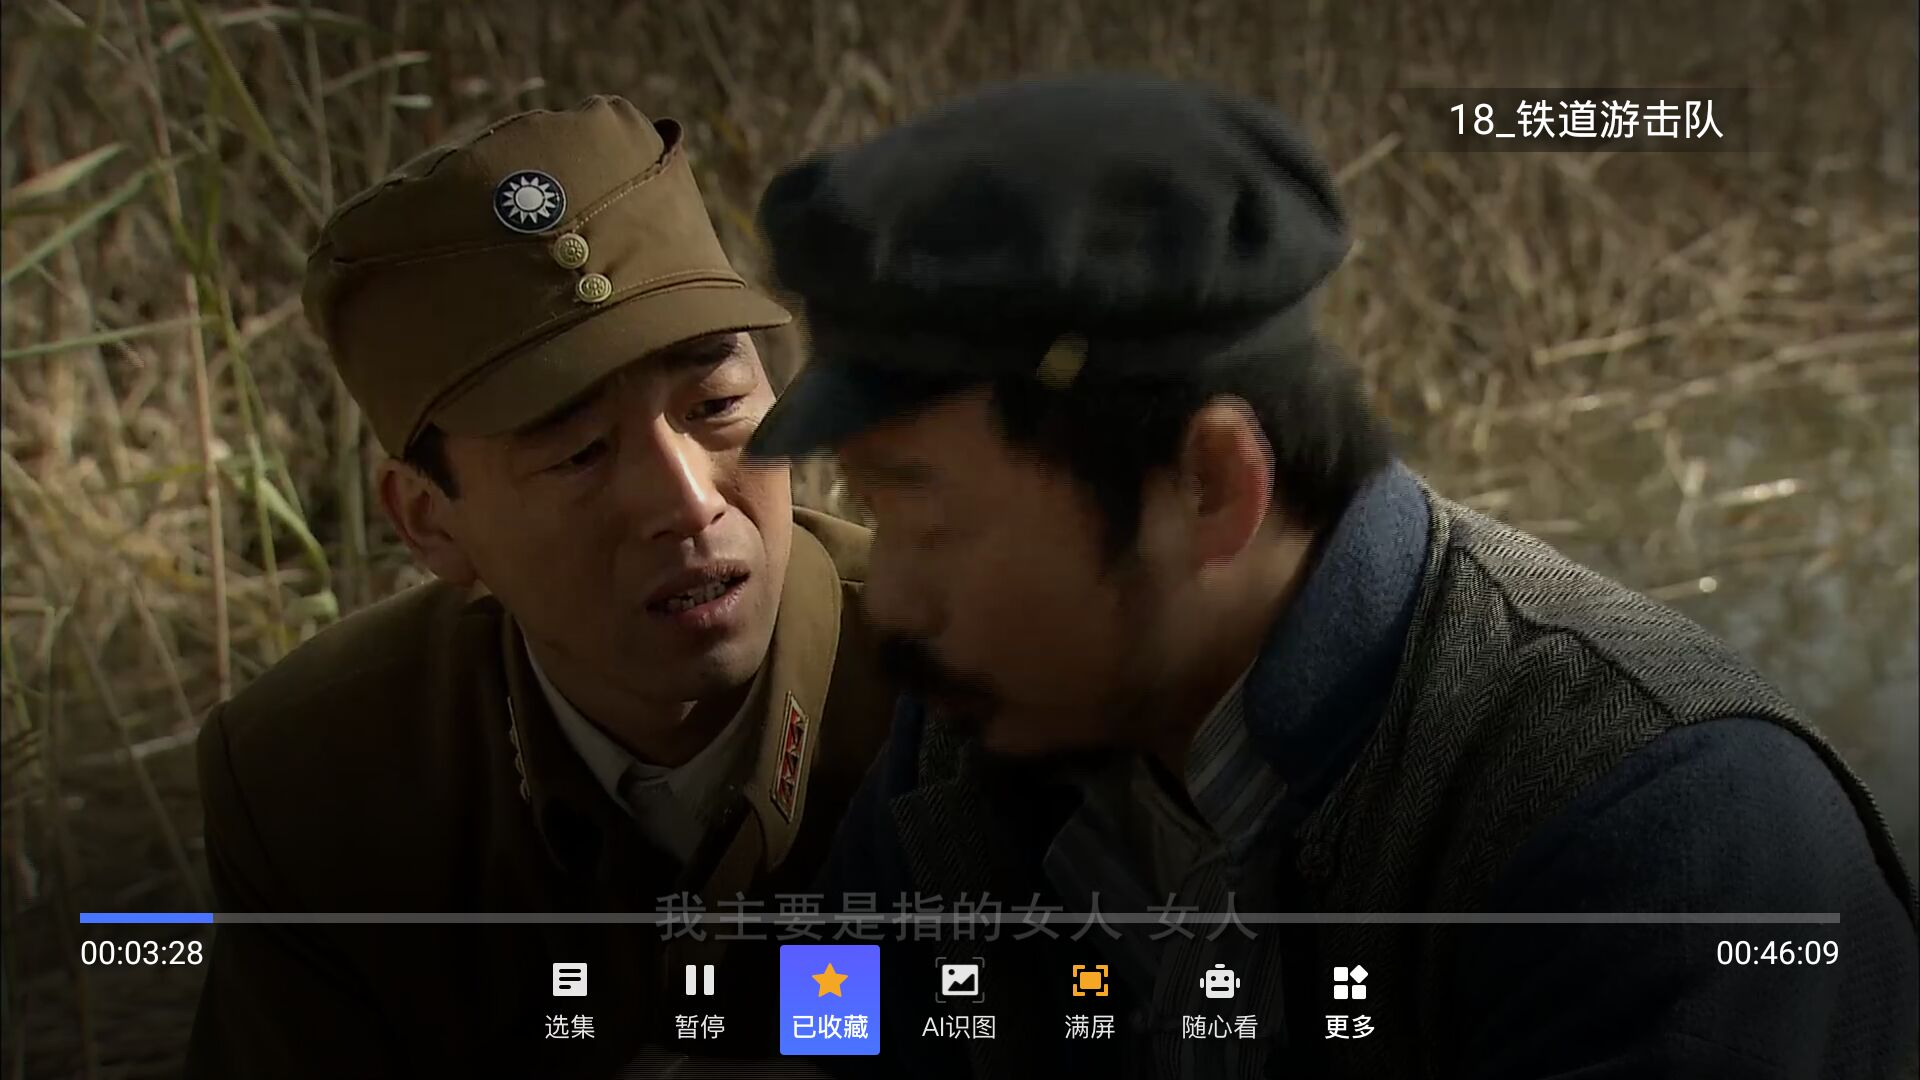 18_铁道游击队
我主要是指的女人 女人
00:03:28
00:46:09
选集
暂停
已收藏
AI识图
满屏
随心看
更多